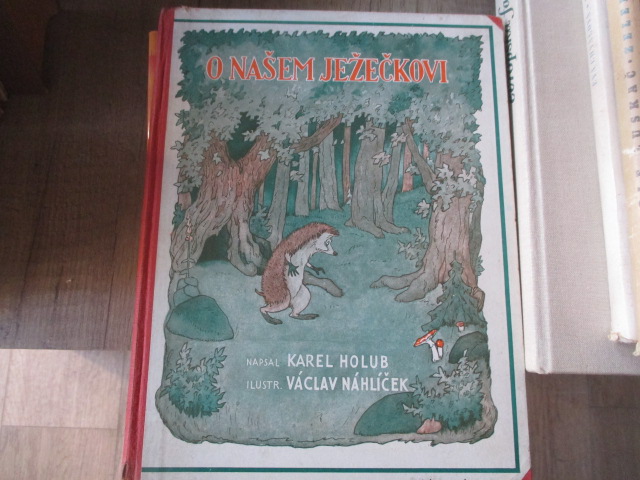 O NAŠEM JEŽEČKOVI
NAPSAL KAREL HOLUB
ILUSTR. VÁCLAV NÁHLÍČEK